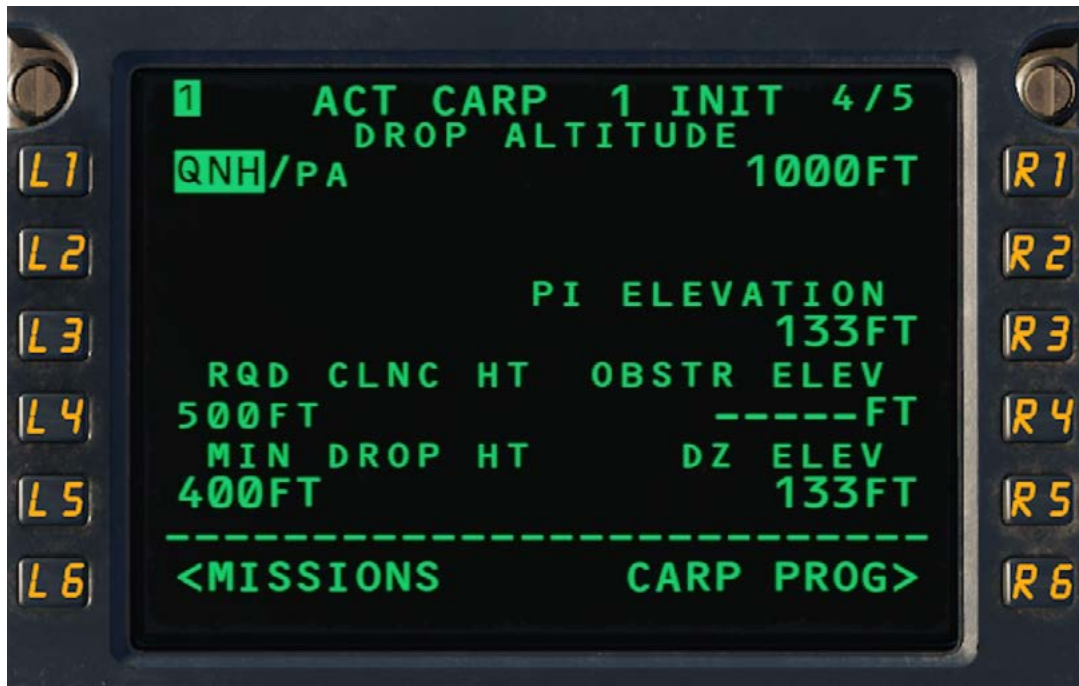 1 ACT CARP 1 INIT 4/5
DROP ALTITUDE
L1 QNH/PA 1000FT R1
L2 R2
PI ELEVATION
L3 133FT R3
RQD CLNC HT OBSTR ELEV
L4 500FT -----FT R4
MIN DROP HT DZ ELEV
L5 400FT 133FT R5
L6 <MISSIONS CARP PROG> R6